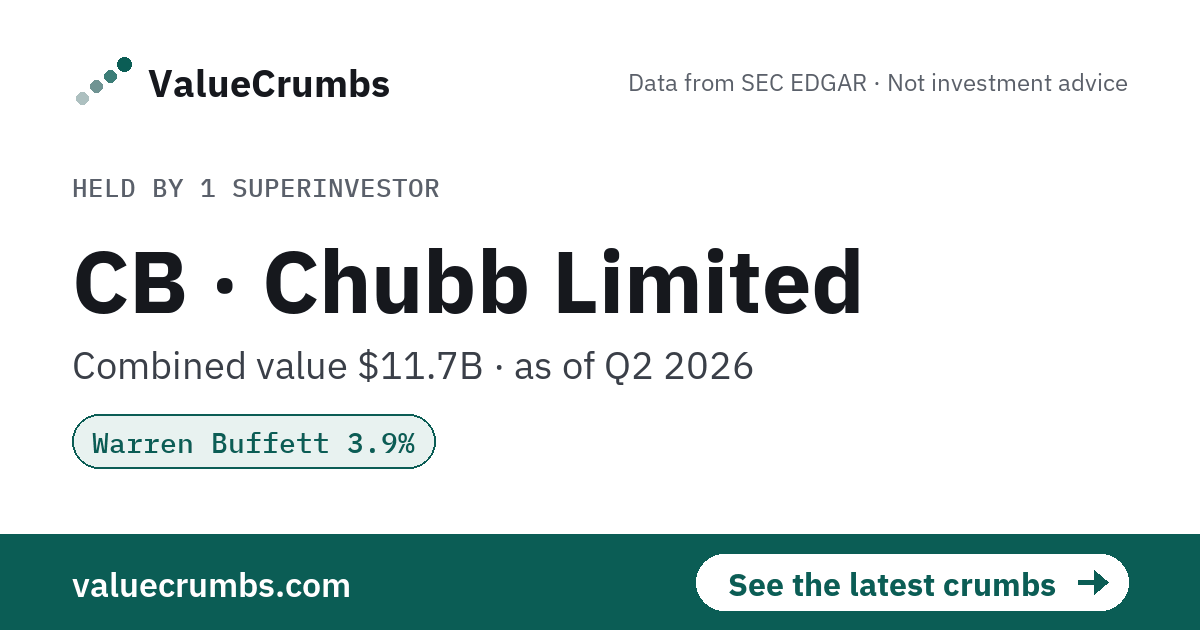 ValueCrumbs
Data from SEC EDGAR · Not investment advice
HELD BY 1 SUPERINVESTOR
CB · Chubb Limited
Combined value $11.7B · as of Q2 2026
Warren Buffett 3.9%
valuecrumbs.com
See the latest crumbs →